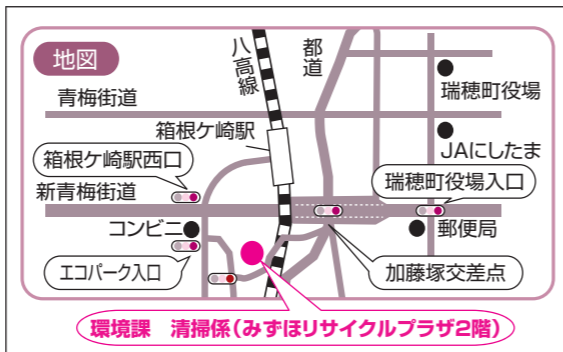 地図
八高線
都道
瑞穂町役場
青梅街道
箱根ケ崎駅
JAにしたま
箱根ケ崎駅西口
瑞穂町役場入口
新青梅街道
コンビニ
郵便局
エコパーク入口
加藤塚交差点
環境課　清掃係（みずほリサイクルプラザ2階）